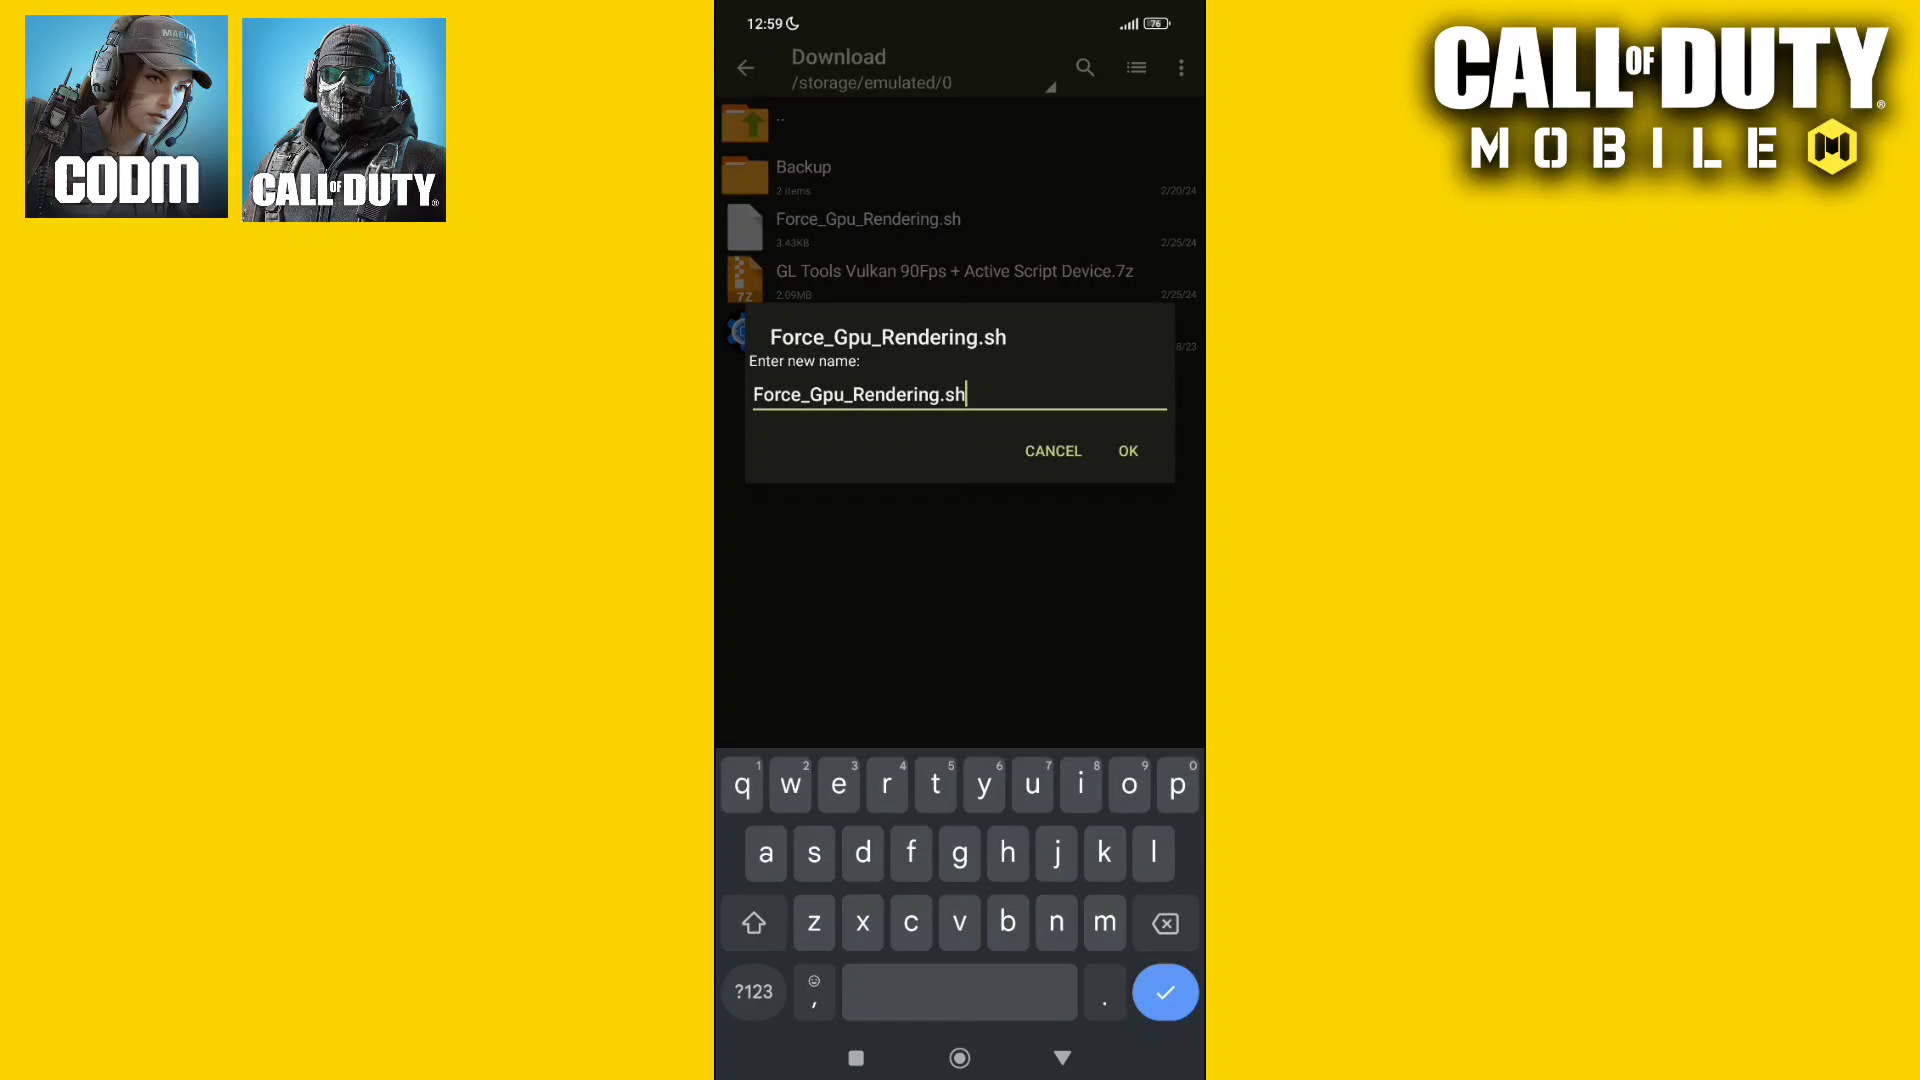 MAEVA
CODM
CALL OF DUTY®
CALL OF DUTY®
MOBILE
12:59
76
Download
/storage/emulated/0
..
Backup
2 items
2/20/24
Force_Gpu_Rendering.sh
3.43KB
2/25/24
GL Tools Vulkan 90Fps + Active Script Device.7z
7Z
2.09MB
2/25/24
8/23
Force_Gpu_Rendering.sh
Enter new name:
Force_Gpu_Rendering.sh
CANCEL
OK
1 2 3 4 5 6 7 8 9 0
q w e r t y u i o p
a s d f g h j k l
z x c v b n m
?123 , .